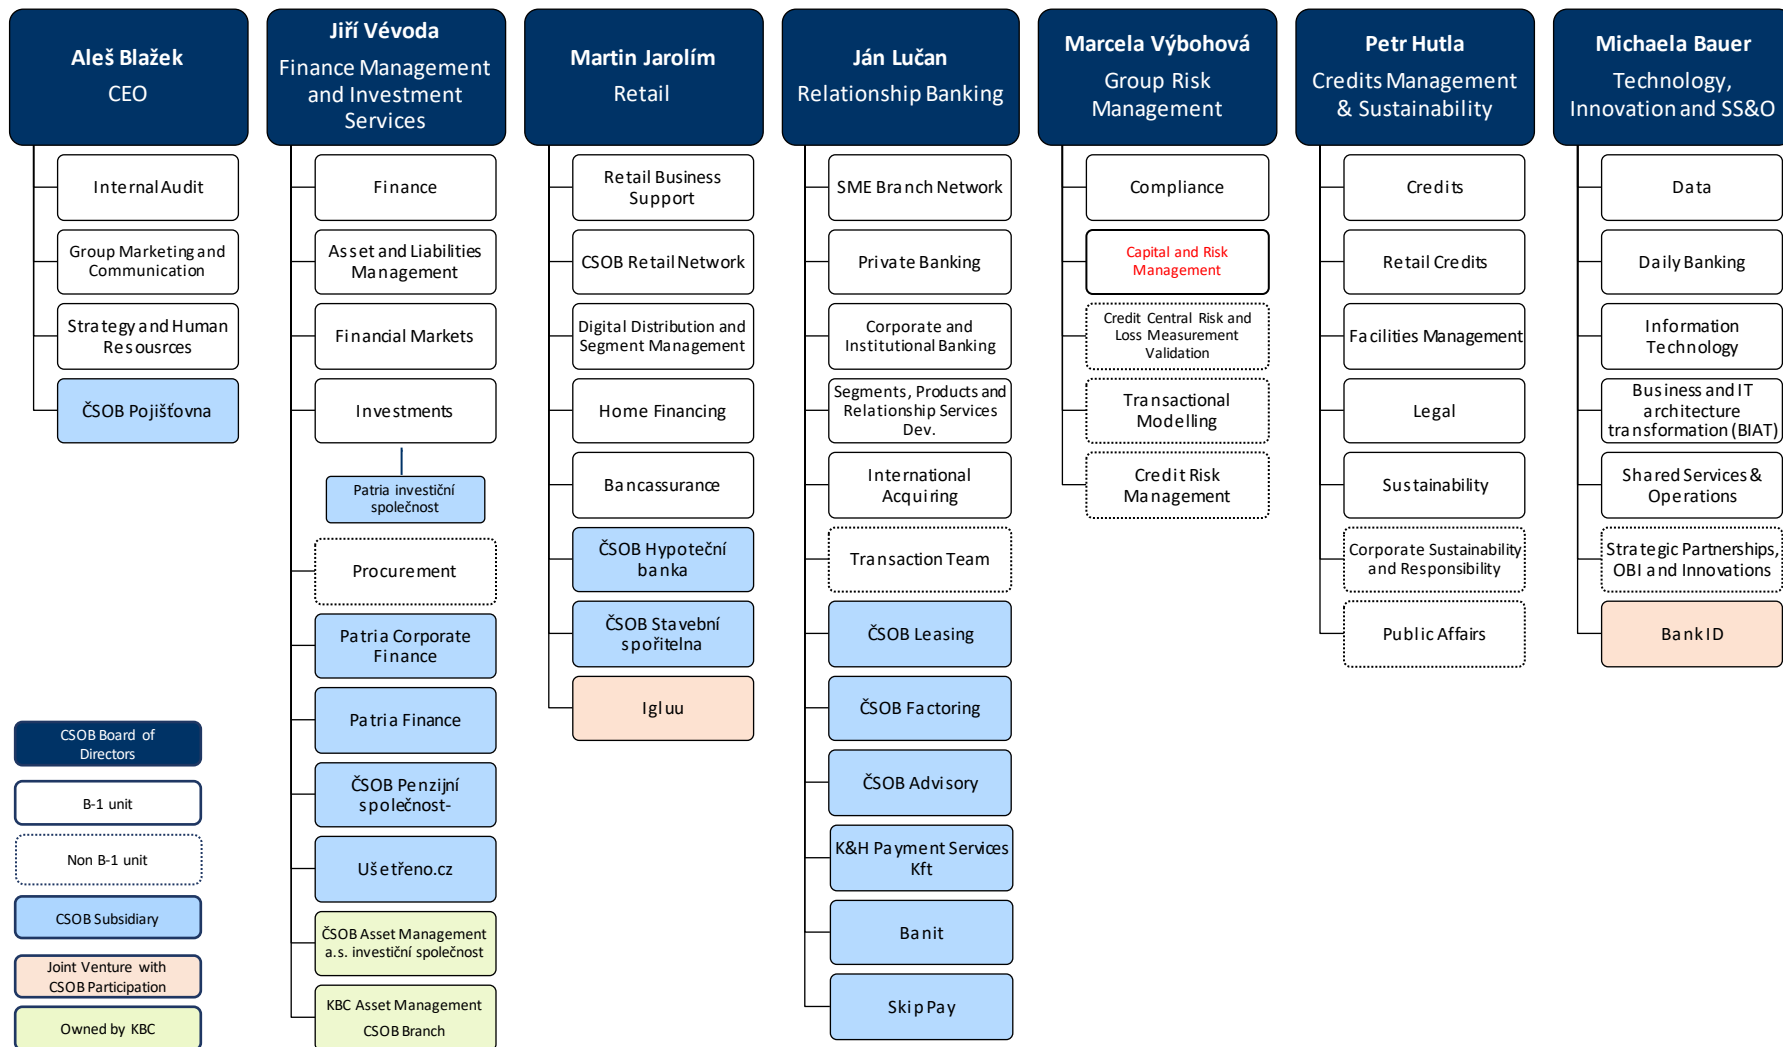 Aleš Blažek
CEO
Internal Audit
Group Marketing and
Communication
Strategy and Human
Resousrces
ČSOB Pojišťovna
Jiří Vévoda
Finance Management
and Investment
Services
Finance
Asset and Liabilities
Management
Financial Markets
Investments
Patria investiční
společnost
Procurement
Patria Corporate
Finance
Patria Finance
ČSOB Penzijní
společnost-
Ušetřeno.cz
ČSOB Asset Management
a.s. investiční společnost
KBC Asset Management
CSOB Branch
Martin Jarolím
Retail
Retail Business
Support
CSOB Retail Network
Digital Distribution and
Segment Management
Home Financing
Bancassurance
ČSOB Hypoteční
banka
ČSOB Stavební
spořitelna
Igluu
Ján Lučan
Relationship Banking
SME Branch Network
Private Banking
Corporate and
Institutional Banking
Segments, Products and
Relationship Services
Dev.
International
Acquiring
Transaction Team
ČSOB Leasing
ČSOB Factoring
ČSOB Advisory
K&H Payment Services
Kft
Banit
Skip Pay
Marcela Výbohová
Group Risk
Management
Compliance
Capital and Risk
Management
Credit Central Risk and
Loss Measurement
Validation
Transactional
Modelling
Credit Risk
Management
Petr Hutla
Credits Management
& Sustainability
Credits
Retail Credits
Facilities Management
Legal
Sustainability
Corporate Sustainability
and Responsibility
Public Affairs
Michaela Bauer
Technology,
Innovation and SS&O
Data
Daily Banking
Information
Technology
Business and IT
architecture
transformation (BIAT)
Shared Services &
Operations
Strategic Partnerships,
OBI and Innovations
Bank ID
CSOB Board of
Directors
B-1 unit
Non B-1 unit
CSOB Subsidiary
Joint Venture with
CSOB Participation
Owned by KBC